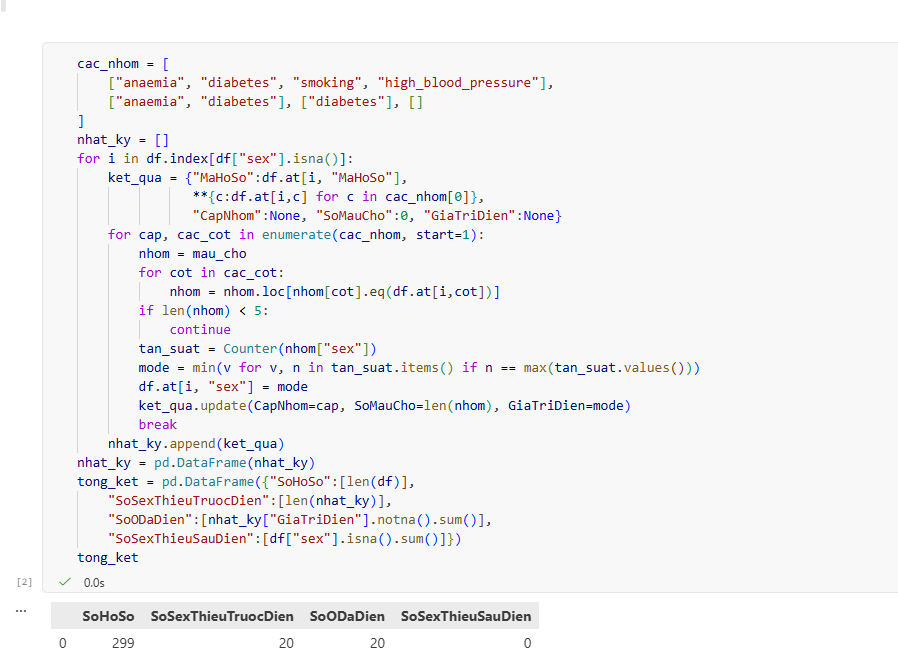 cac_nhom = [
    ["anaemia", "diabetes", "smoking", "high_blood_pressure"],
    ["anaemia", "diabetes"], ["diabetes"], []
]
nhat_ky = []
for i in df.index[df["sex"].isna()]:
    ket_qua = {"MaHoSo":df.at[i, "MaHoSo"],
               **{c:df.at[i,c] for c in cac_nhom[0]},
               "CapNhom":None, "SoMauCho":0, "GiaTriDien":None}
    for cap, cac_cot in enumerate(cac_nhom, start=1):
        nhom = mau_cho
        for cot in cac_cot:
            nhom = nhom.loc[nhom[cot].eq(df.at[i,cot])]
        if len(nhom) < 5:
            continue
        tan_suat = Counter(nhom["sex"])
        mode = min(v for v, n in tan_suat.items() if n == max(tan_suat.values()))
        df.at[i, "sex"] = mode
        ket_qua.update(CapNhom=cap, SoMauCho=len(nhom), GiaTriDien=mode)
        break
    nhat_ky.append(ket_qua)
nhat_ky = pd.DataFrame(nhat_ky)
tong_ket = pd.DataFrame({"SoHoSo":[len(df)],
    "SoSexThieuTruocDien":[len(nhat_ky)],
    "SoODaDien":[nhat_ky["GiaTriDien"].notna().sum()],
    "SoSexThieuSauDien":[df["sex"].isna().sum()]})
tong_ket
[2] ✓ 0.0s
...
SoHoSo SoSexThieuTruocDien SoODaDien SoSexThieuSauDien
0 299 20 20 0